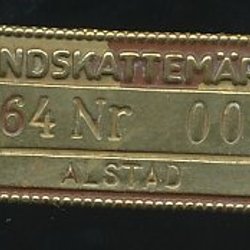 NDSKATTEMÄR
64 Nr 00
ALSTAD